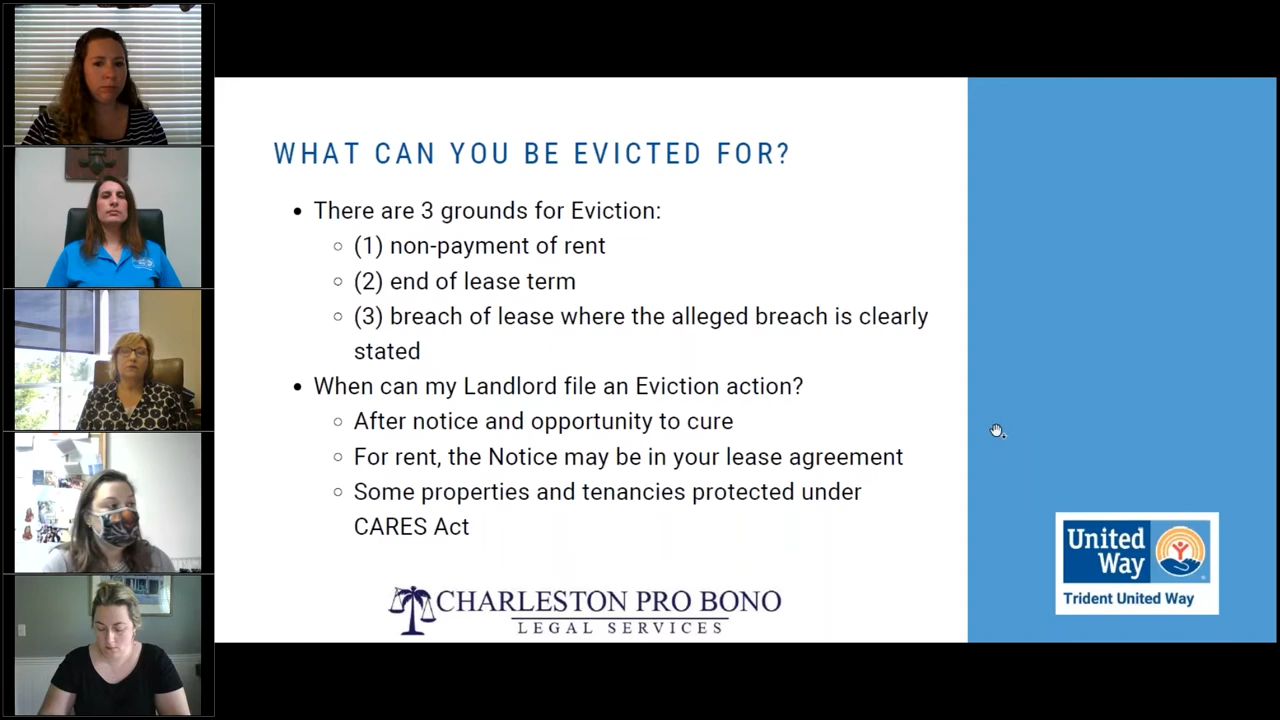 WHAT CAN YOU BE EVICTED FOR?
There are 3 grounds for Eviction:
(1) non-payment of rent
(2) end of lease term
(3) breach of lease where the alleged breach is clearly
stated
When can my Landlord file an Eviction action?
After notice and opportunity to cure
For rent, the Notice may be in your lease agreement
Some properties and tenancies protected under
CARES Act
CHARLESTON PRO BONO
LEGAL SERVICES
United
Way
Trident United Way